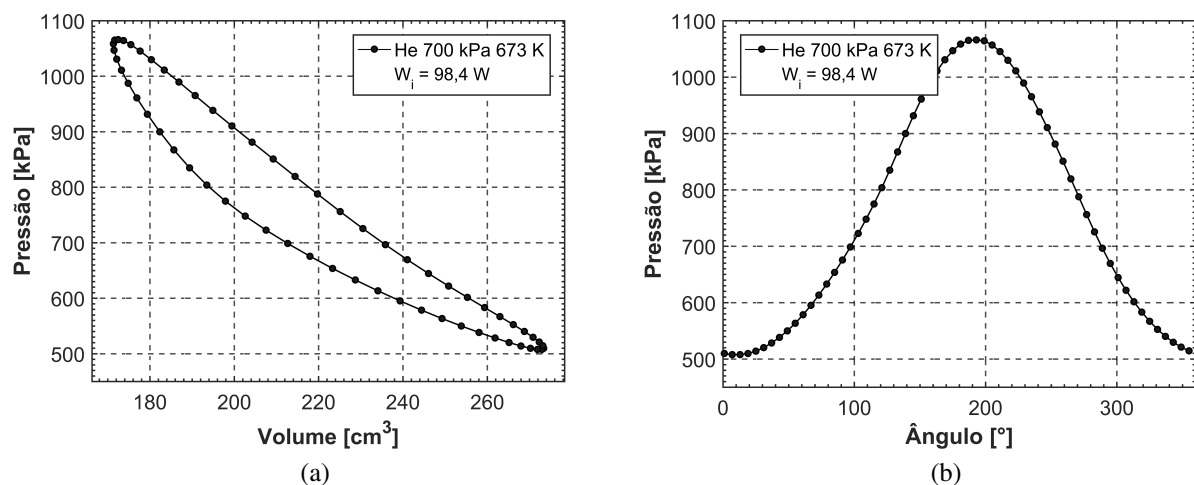 1100
1000
900
800
700
600
500
Pressão [kPa]
180
200
220
240
260
Volume [cm³]
He 700 kPa 673 K
Wᵢ = 98,4 W
(a)
1100
1000
900
800
700
600
500
Pressão [kPa]
0
100
200
300
Ângulo [°]
He 700 kPa 673 K
Wᵢ = 98,4 W
(b)